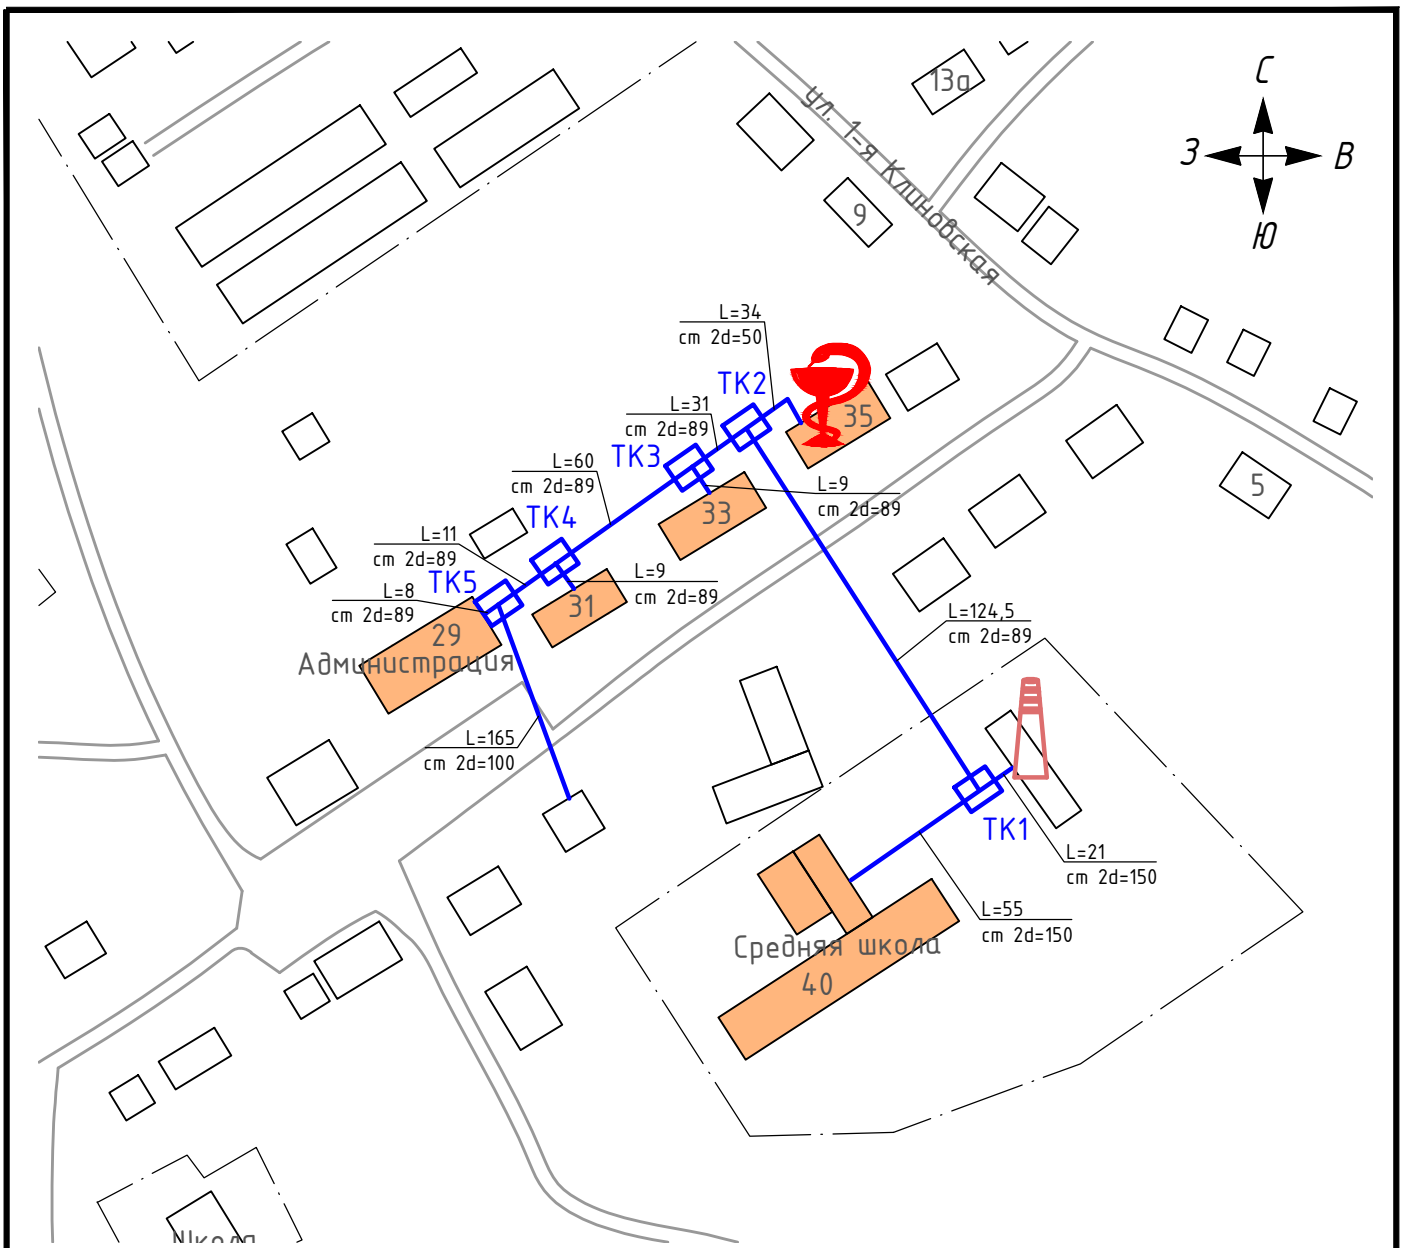 С
З
В
Ю
13а
ул. 1-я Клиновская
9
5
L=34
ст 2d=50
ТК2
35
L=31
ст 2d=89
ТК3
L=60
ст 2d=89
L=9
ст 2d=89
33
ТК4
L=11
ст 2d=89
ТК5
L=9
ст 2d=89
31
L=8
ст 2d=89
29
Администрация
L=124,5
ст 2d=89
L=165
ст 2d=100
ТК1
L=21
ст 2d=150
L=55
ст 2d=150
Средняя школа
40
Школа